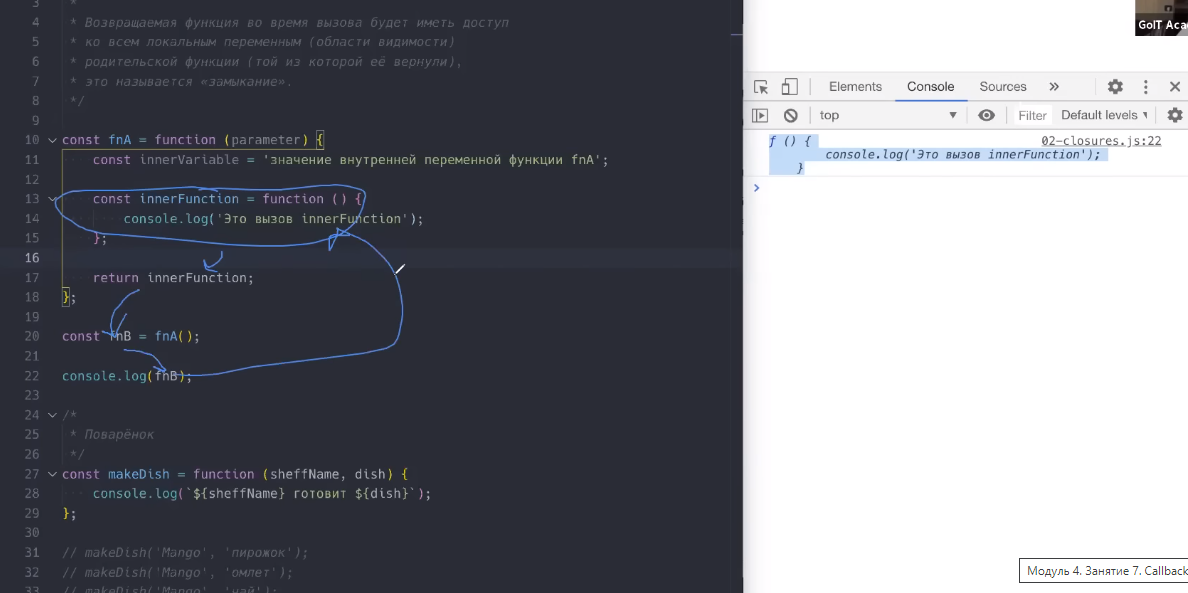 3 *
4 * Возвращаемая функция во время вызова будет иметь доступ
5 * ко всем локальным переменным (области видимости)
6 * родительской функции (той из которой её вернули),
7 * это называется «замыкание».
8 */
9
10 const fnA = function (parameter) {
11 const innerVariable = 'значение внутренней переменной функции fnA';
12
13 const innerFunction = function () {
14 console.log('Это вызов innerFunction');
15 };
16
17 return innerFunction;
18 };
19
20 const fnB = fnA();
21
22 console.log(fnB);
23
24 /*
25 * Поварёнок
26 */
27 const makeDish = function (sheffName, dish) {
28 console.log(`${sheffName} готовит ${dish}`);
29 };
30
31 // makeDish('Mango', 'пирожок');
32 // makeDish('Mango', 'омлет');
33 // makeDish('Mango', 'чай');
GoIT Aca
Elements Console Sources »
top Filter Default levels
ƒ () { 02-closures.js:22
console.log('Это вызов innerFunction');
}
Модуль 4. Занятие 7. Callback